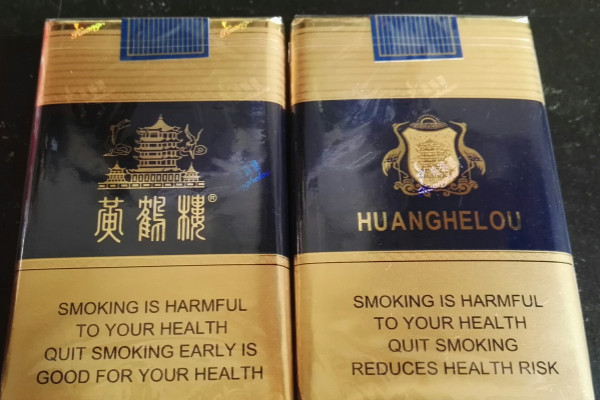 黄鹤楼®
SMOKING IS HARMFUL
TO YOUR HEALTH
QUIT SMOKING EARLY IS
GOOD FOR YOUR HEALTH
HUANGHELOU
SMOKING IS HARMFUL
TO YOUR HEALTH
QUIT SMOKING
REDUCES HEALTH RISK